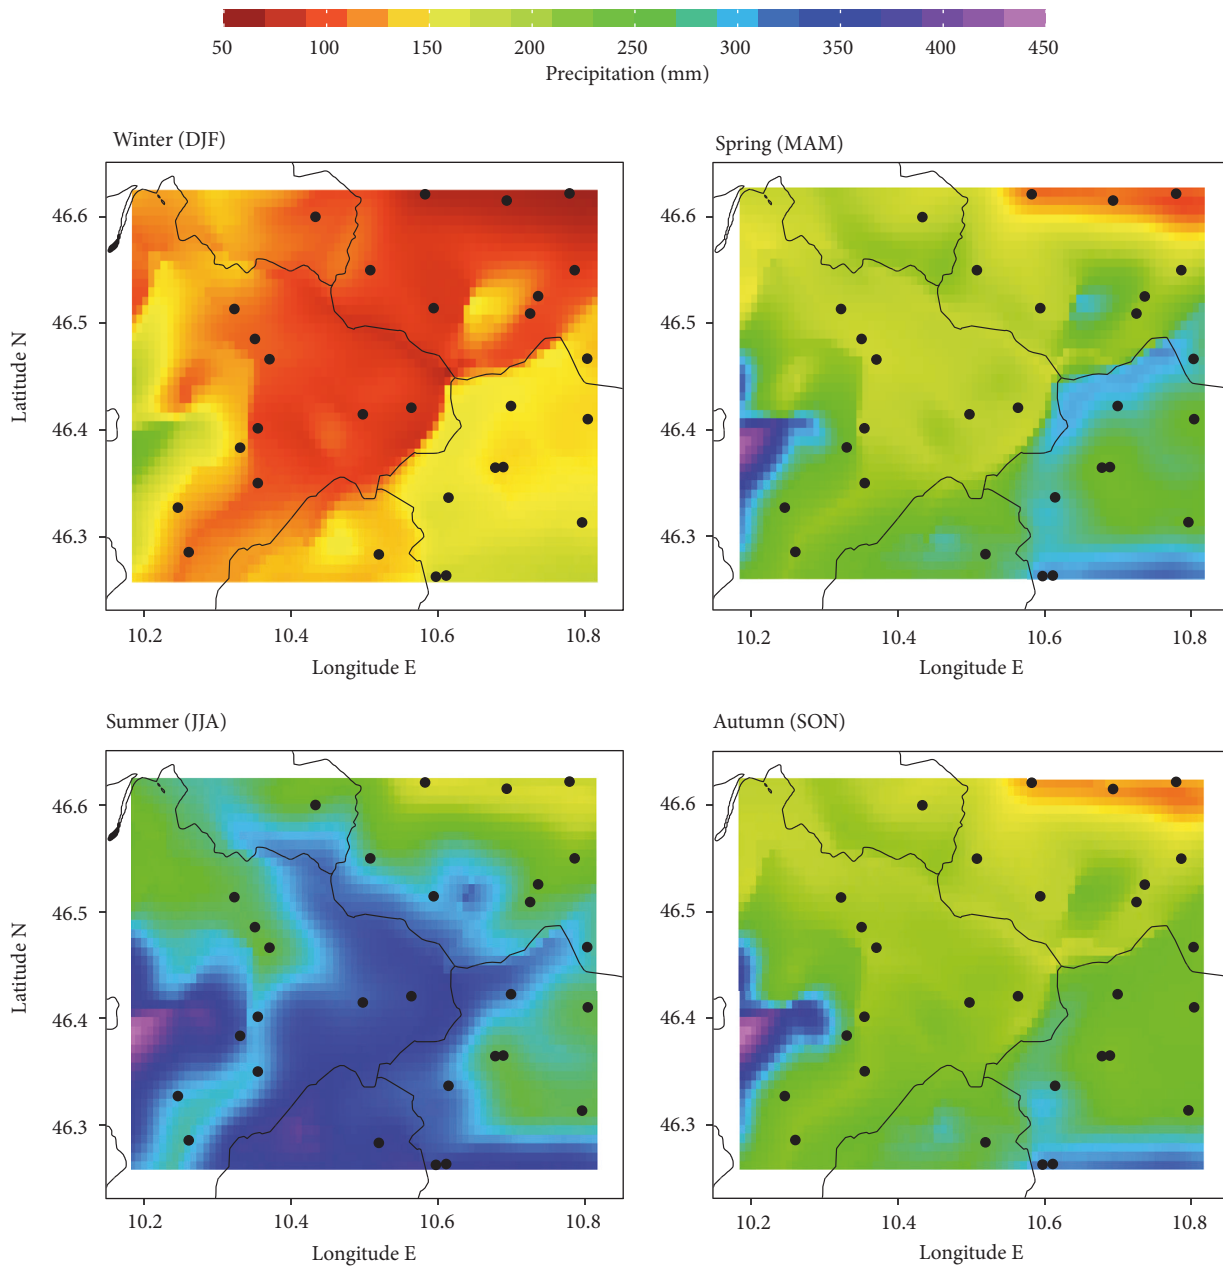 50 100 150 200 250 300 350 400 450
Precipitation (mm)
Winter (DJF)
Spring (MAM)
46.6
46.5
46.4
46.3
Latitude N
10.2 10.4 10.6 10.8
Longitude E
10.2 10.4 10.6 10.8
Longitude E
Summer (JJA)
Autumn (SON)
46.6
46.5
46.4
46.3
Latitude N
46.6
46.5
46.4
46.3
Latitude N
46.6
46.5
46.4
46.3
Latitude N
10.2 10.4 10.6 10.8
Longitude E
10.2 10.4 10.6 10.8
Longitude E